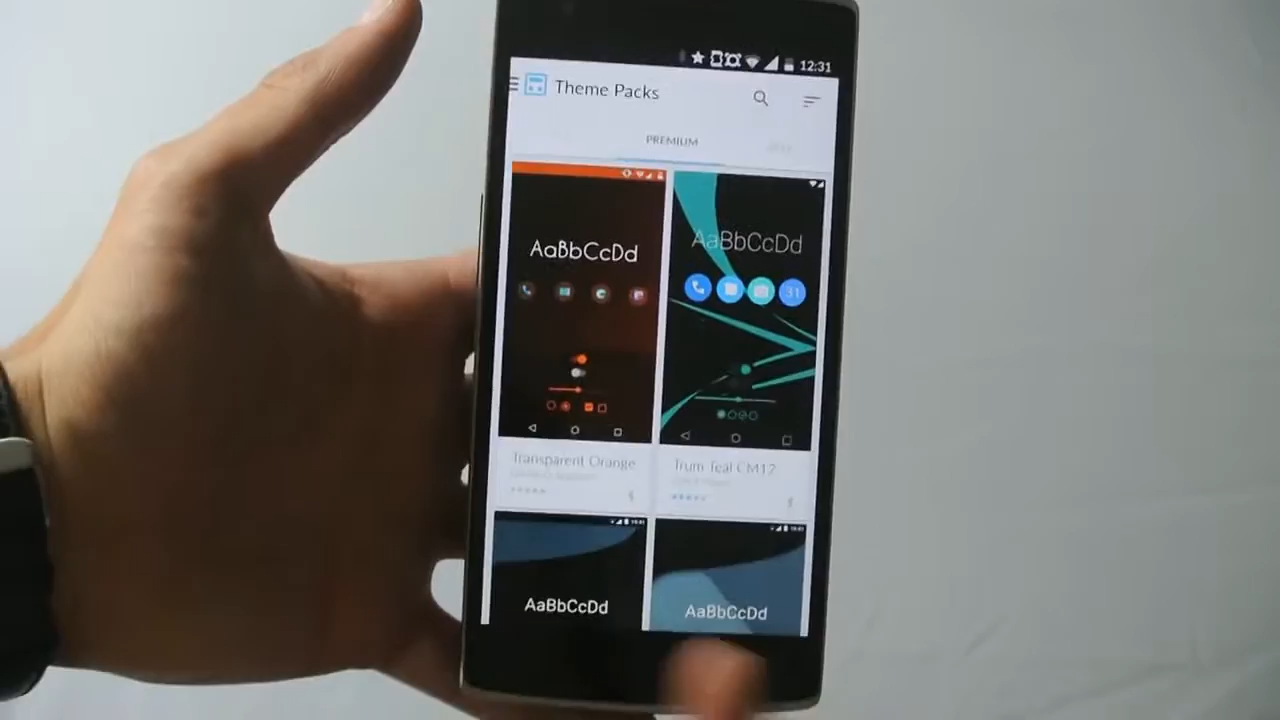 12:31
Theme Packs
PREMIUM
AaBbCcDd
AaBbCcDd
31
Transparent Orange
Trum Teal CM12
AaBbCcDd
AaBbCcDd